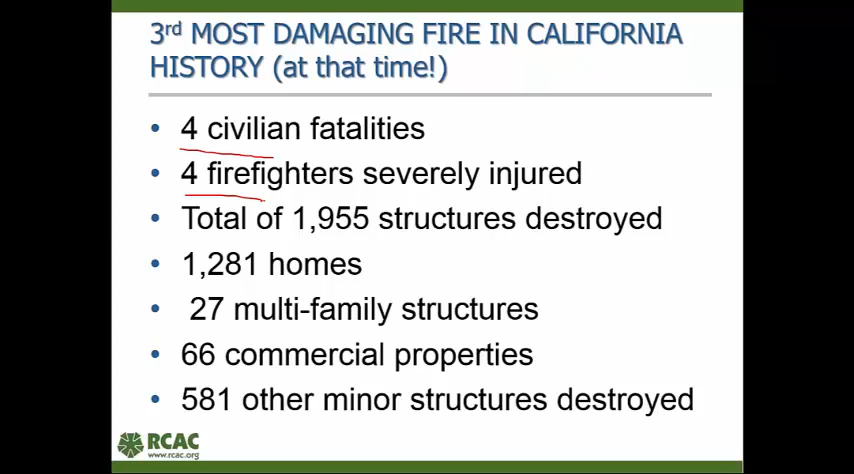 3rd MOST DAMAGING FIRE IN CALIFORNIA
HISTORY (at that time!)
• 4 civilian fatalities
• 4 firefighters severely injured
• Total of 1,955 structures destroyed
• 1,281 homes
• 27 multi-family structures
• 66 commercial properties
• 581 other minor structures destroyed
RCAC
www.rcac.org